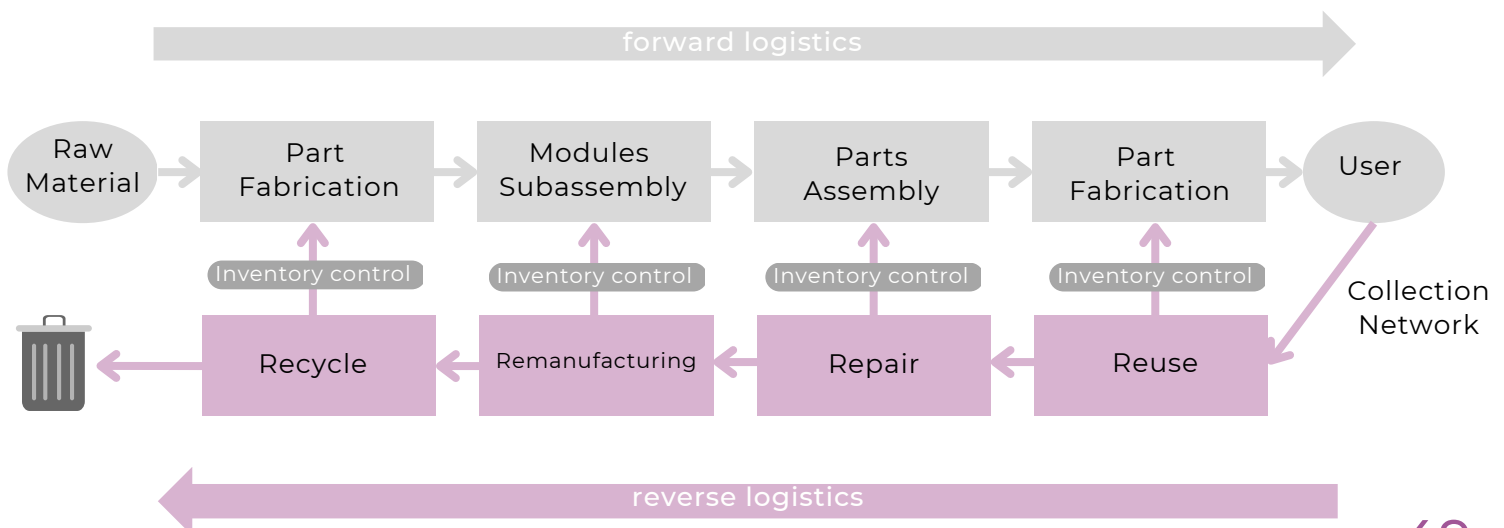 forward logistics
Raw
Material
Part
Fabrication
Modules
Subassembly
Parts
Assembly
Part
Fabrication
User
Inventory control
Inventory control
Inventory control
Inventory control
Collection
Network
Recycle
Remanufacturing
Repair
Reuse
reverse logistics